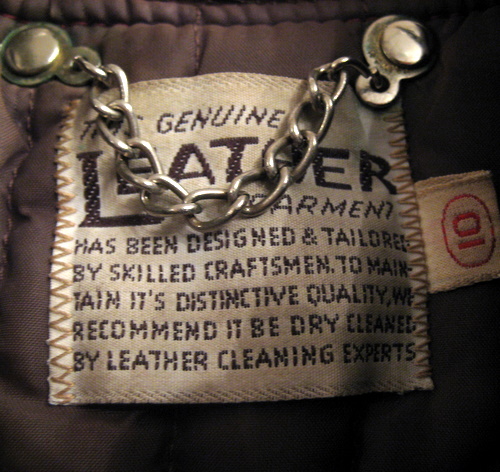 THIS GENUINE
LEATHER
GARMENT
HAS BEEN DESIGNED & TAILORED
BY SKILLED CRAFTSMEN. TO MAIN-
TAIN IT'S DISTINCTIVE QUALITY, WE
RECOMMEND IT BE DRY CLEANED
BY LEATHER CLEANING EXPERTS
10